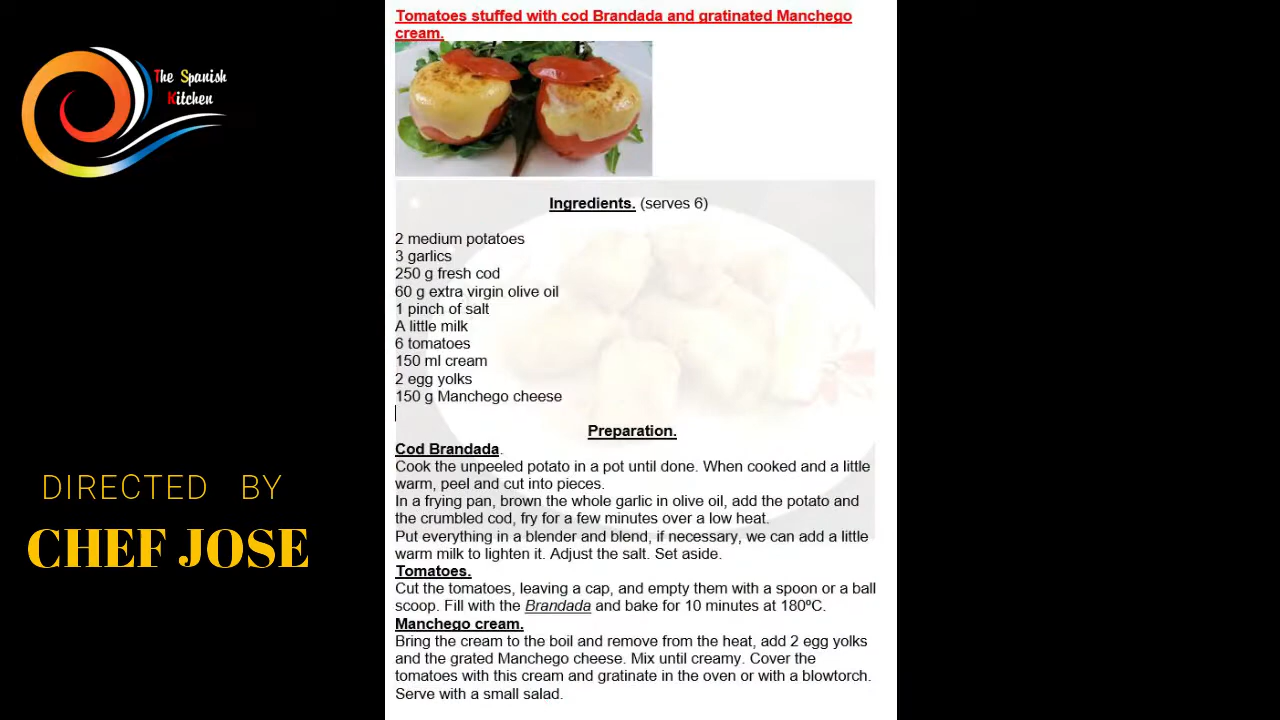 The Spanish
Kitchen
DIRECTED BY
CHEF JOSE
Tomatoes stuffed with cod Brandada and gratinated Manchego
cream.
Ingredients. (serves 6)
2 medium potatoes
3 garlics
250 g fresh cod
60 g extra virgin olive oil
1 pinch of salt
A little milk
6 tomatoes
150 ml cream
2 egg yolks
150 g Manchego cheese
Preparation.
Cod Brandada.
Cook the unpeeled potato in a pot until done. When cooked and a little
warm, peel and cut into pieces.
In a frying pan, brown the whole garlic in olive oil, add the potato and
the crumbled cod, fry for a few minutes over a low heat.
Put everything in a blender and blend, if necessary, we can add a little
warm milk to lighten it. Adjust the salt. Set aside.
Tomatoes.
Cut the tomatoes, leaving a cap, and empty them with a spoon or a ball
scoop. Fill with the Brandada and bake for 10 minutes at 180ºC.
Manchego cream.
Bring the cream to the boil and remove from the heat, add 2 egg yolks
and the grated Manchego cheese. Mix until creamy. Cover the
tomatoes with this cream and gratinate in the oven or with a blowtorch.
Serve with a small salad.